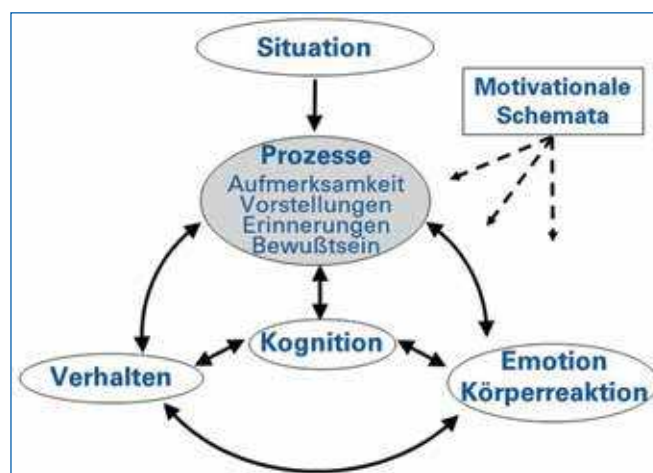 Situation
Motivationale
Schemata
Prozesse
Aufmerksamkeit
Vorstellungen
Erinnerungen
Bewußtsein
Kognition
Verhalten
Emotion
Körperreaktion